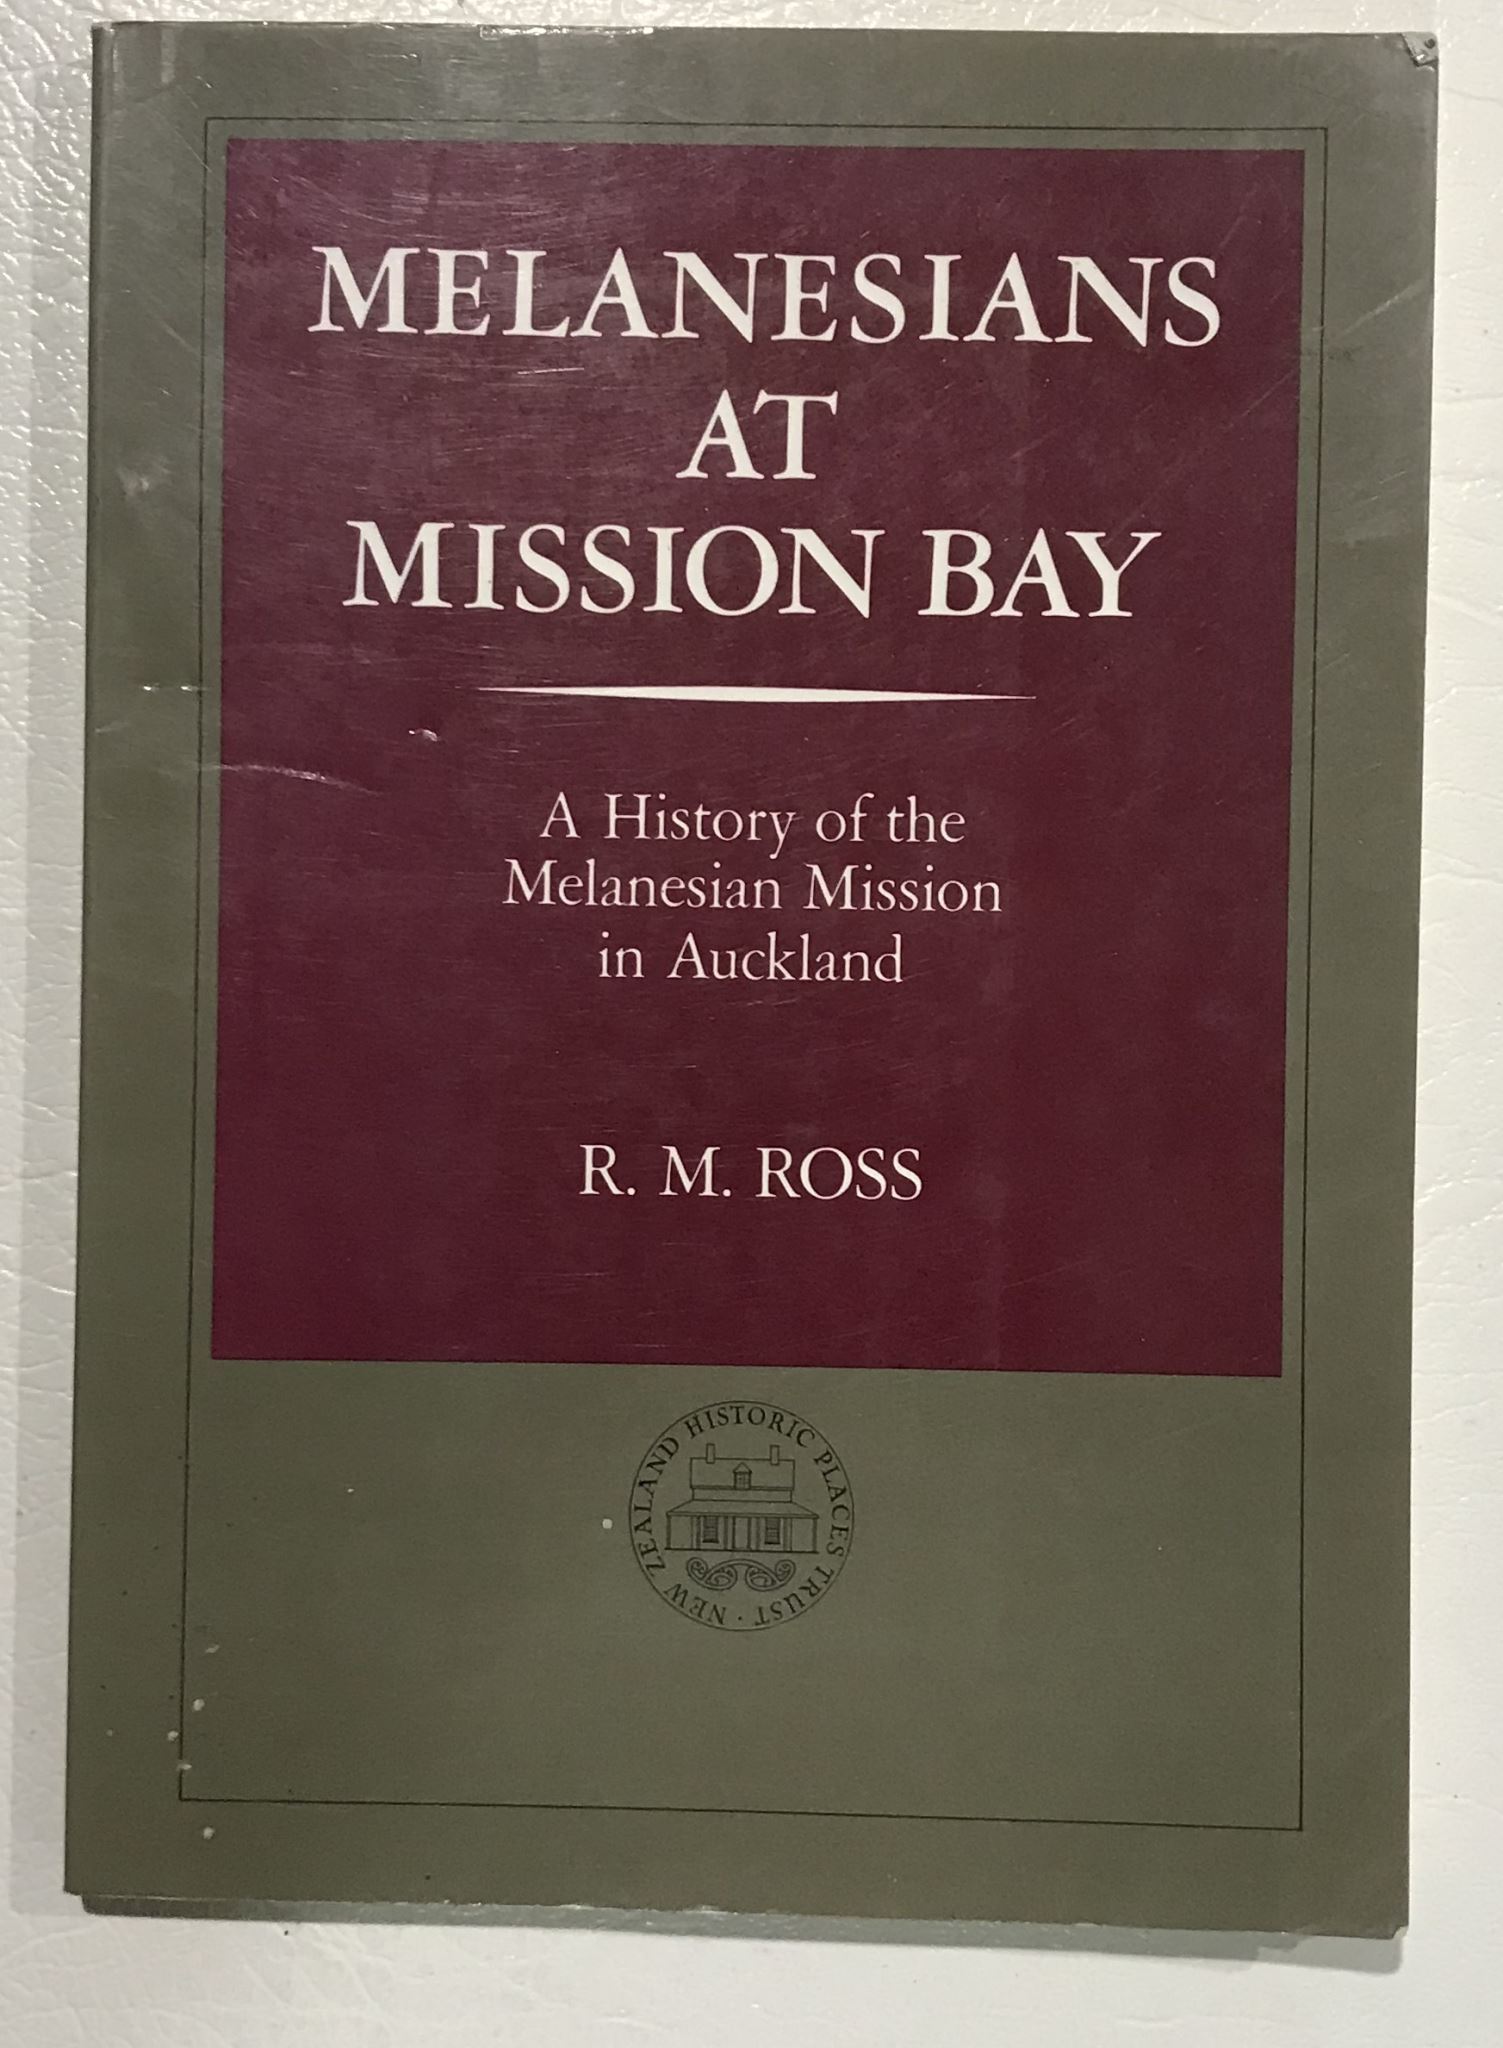 MELANESIANS
AT
MISSION BAY
A History of the
Melanesian Mission
in Auckland
R. M. ROSS
NEW ZEALAND HISTORIC PLACES TRUST ·